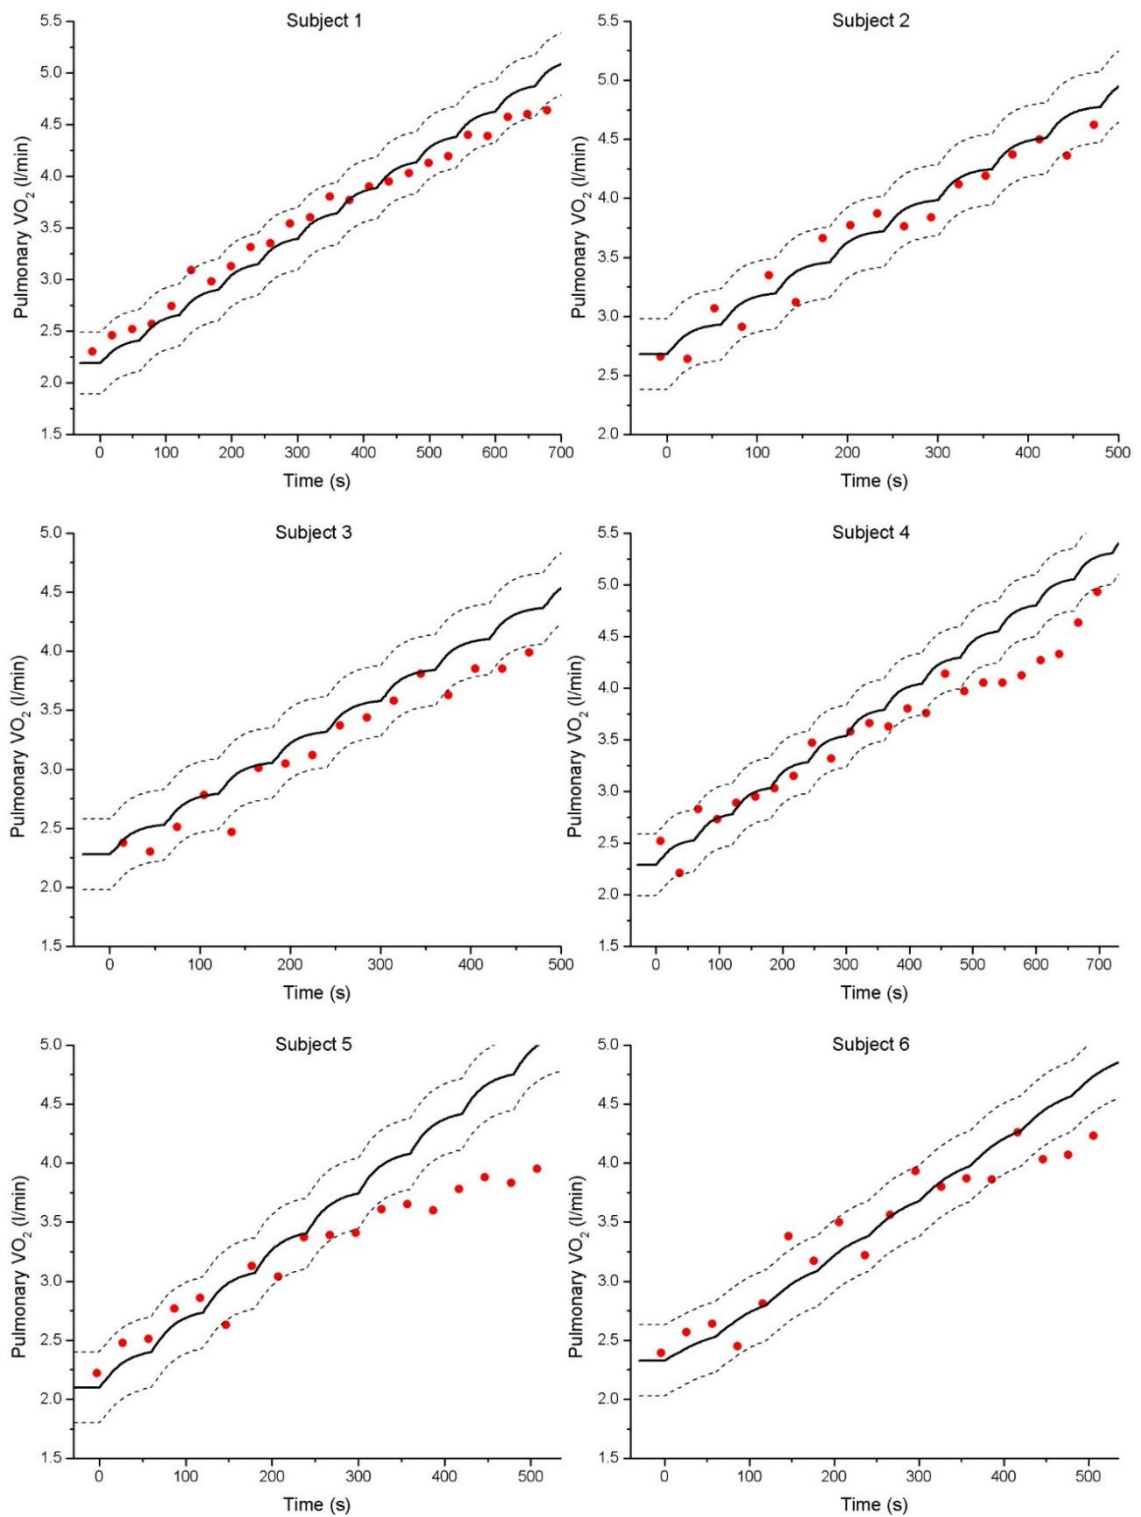 Subject 1
Pulmonary VO₂ (l/min)
5.5
5.0
4.5
4.0
3.5
3.0
2.5
2.0
1.5
0 100 200 300 400 500 600 700
Time (s)
Subject 2
Pulmonary VO₂ (l/min)
5.5
5.0
4.5
4.0
3.5
3.0
2.5
2.0
0 100 200 300 400 500
Time (s)
Subject 3
Pulmonary VO₂ (l/min)
5.0
4.5
4.0
3.5
3.0
2.5
2.0
1.5
0 100 200 300 400 500
Time (s)
Subject 4
Pulmonary VO₂ (l/min)
5.5
5.0
4.5
4.0
3.5
3.0
2.5
2.0
1.5
0 100 200 300 400 500 600 700
Time (s)
Subject 5
Pulmonary VO₂ (l/min)
5.0
4.5
4.0
3.5
3.0
2.5
2.0
1.5
0 100 200 300 400 500
Time (s)
Subject 6
Pulmonary VO₂ (l/min)
5.0
4.5
4.0
3.5
3.0
2.5
2.0
1.5
0 100 200 300 400 500
Time (s)